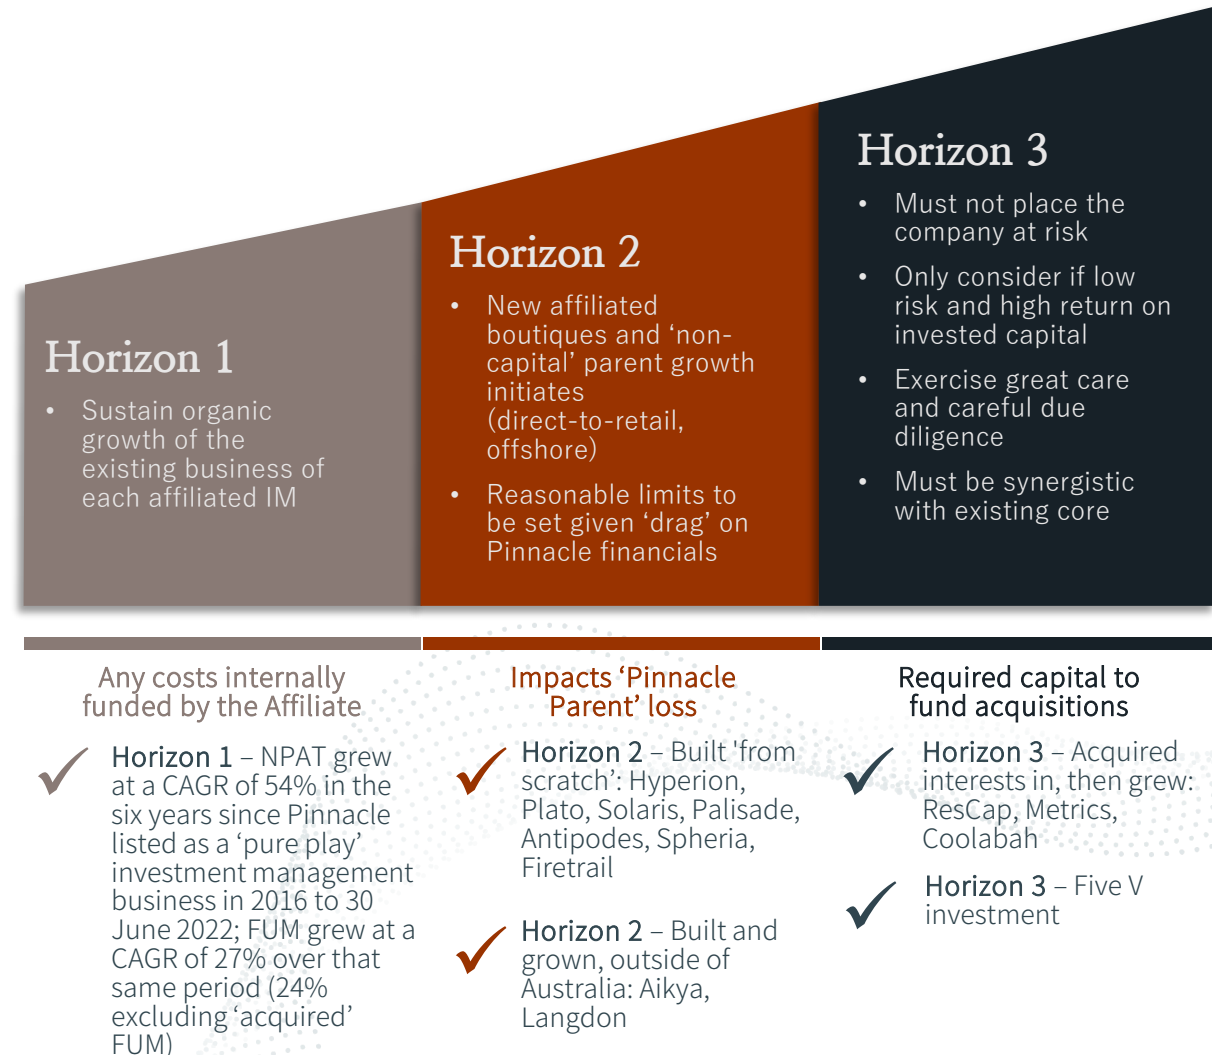 Horizon 1
• Sustain organic
growth of the
existing business of
each affiliated IM
Horizon 2
• New affiliated
boutiques and ‘non-
capital’ parent growth
initiates
(direct-to-retail,
offshore)
• Reasonable limits to
be set given ‘drag’ on
Pinnacle financials
Horizon 3
• Must not place the
company at risk
• Only consider if low
risk and high return on
invested capital
• Exercise great care
and careful due
diligence
• Must be synergistic
with existing core
Any costs internally
funded by the Affiliate
Horizon 1 – NPAT grew
at a CAGR of 54% in the
six years since Pinnacle
listed as a ‘pure play’
investment management
business in 2016 to 30
June 2022; FUM grew at a
CAGR of 27% over that
same period (24%
excluding ‘acquired’
FUM)
Impacts ‘Pinnacle
Parent’ loss
Horizon 2 – Built 'from
scratch’: Hyperion,
Plato, Solaris, Palisade,
Antipodes, Spheria,
Firetrail
Horizon 2 – Built and
grown, outside of
Australia: Aikya,
Langdon
Required capital to
fund acquisitions
Horizon 3 – Acquired
interests in, then grew:
ResCap, Metrics,
Coolabah
Horizon 3 – Five V
investment